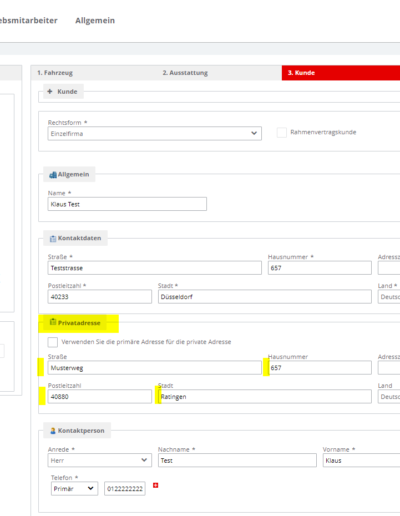 ebsmitarbeiter Allgemein
1. Fahrzeug 2. Ausstattung 3. Kunde
+ Kunde
Rechtsform *
Einzelfirma Rahmenvertragskunde
Allgemein
Name *
Klaus Test
Kontaktdaten
Straße * Hausnummer * Adressz
Teststrasse 657
Postleitzahl * Stadt * Land *
40233 Düsseldorf Deutsc
Privatadresse
Verwenden Sie die primäre Adresse für die private Adresse
Straße Hausnummer Adressz
Musterweg 657
Postleitzahl Stadt Land
40880 Ratingen Deutsc
Kontaktperson
Anrede * Nachname * Vorname *
Herr Test Klaus
Telefon *
Primär 0122222222